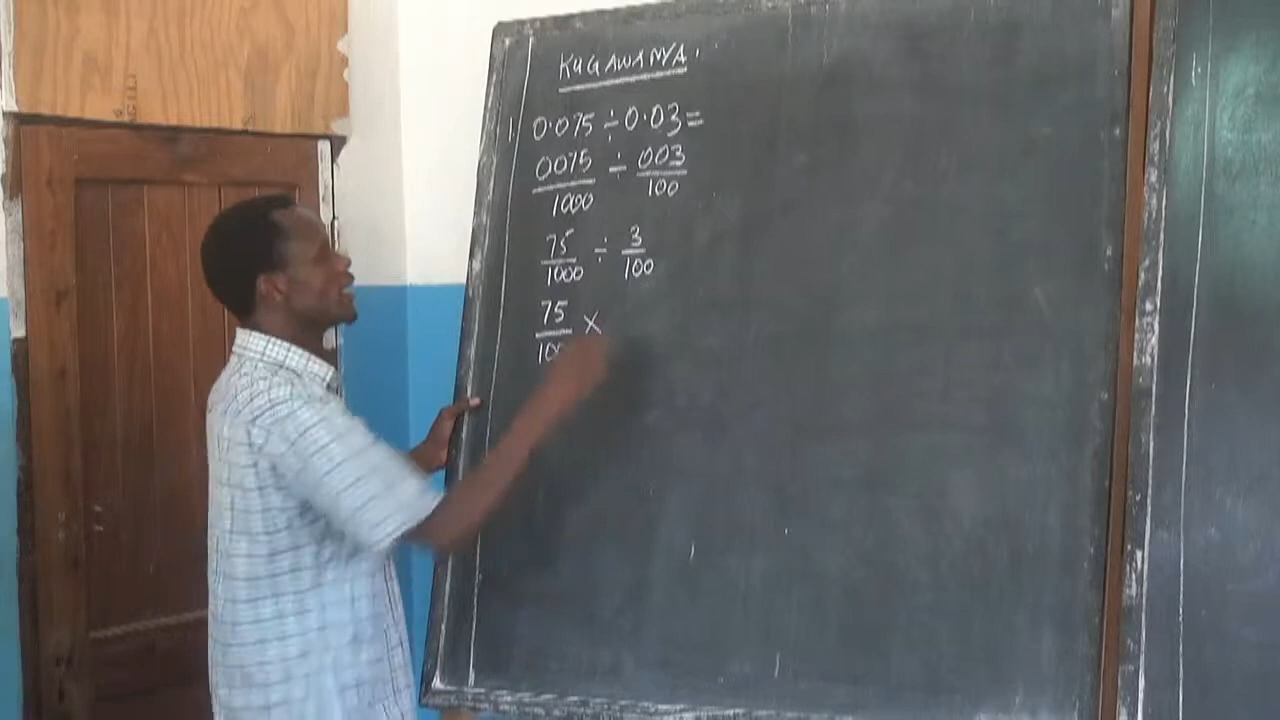 KUGAWANYA.
1. 0.075 ÷ 0.03 =
0075/1000 ÷ 003/100
75/1000 ÷ 3/100
75/100 ×